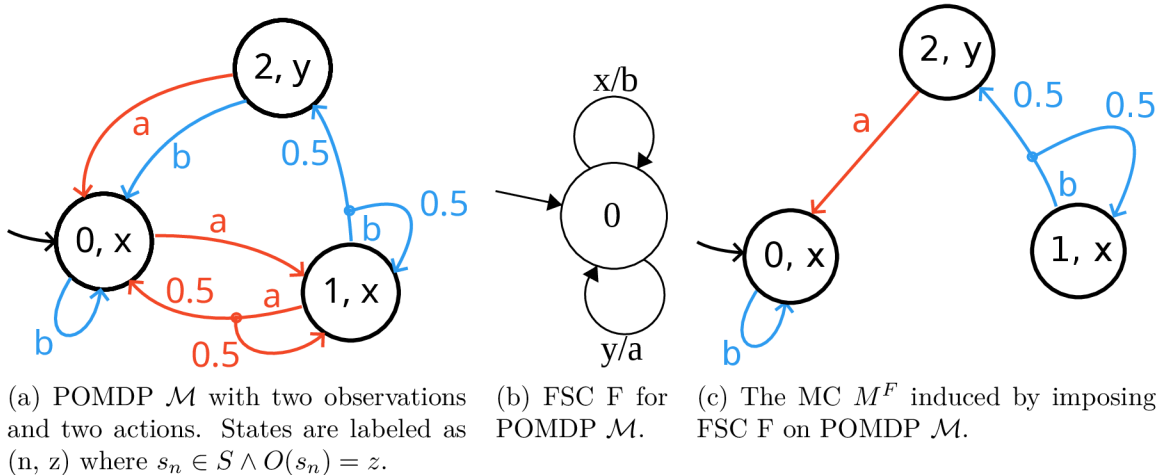 2, y
a
b
0.5
0.5
b
0, x
a
1, x
0.5
a
0.5
b
(a) POMDP M with two observations
and two actions. States are labeled as
(n, z) where sₙ ∈ S ∧ O(sₙ) = z.
x/b
0
y/a
(b) FSC F for
POMDP M.
2, y
0.5
0.5
a
b
0, x
1, x
b
(c) The MC Mᶠ induced by imposing
FSC F on POMDP M.